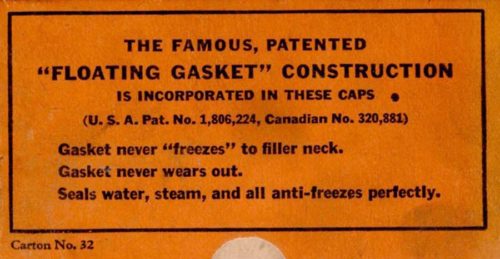 THE FAMOUS, PATENTED
“FLOATING GASKET” CONSTRUCTION
IS INCORPORATED IN THESE CAPS
(U. S. A. Pat. No. 1,806,224, Canadian No. 320,881)
Gasket never “freezes” to filler neck.
Gasket never wears out.
Seals water, steam, and all anti-freezes perfectly.
Carton No. 32